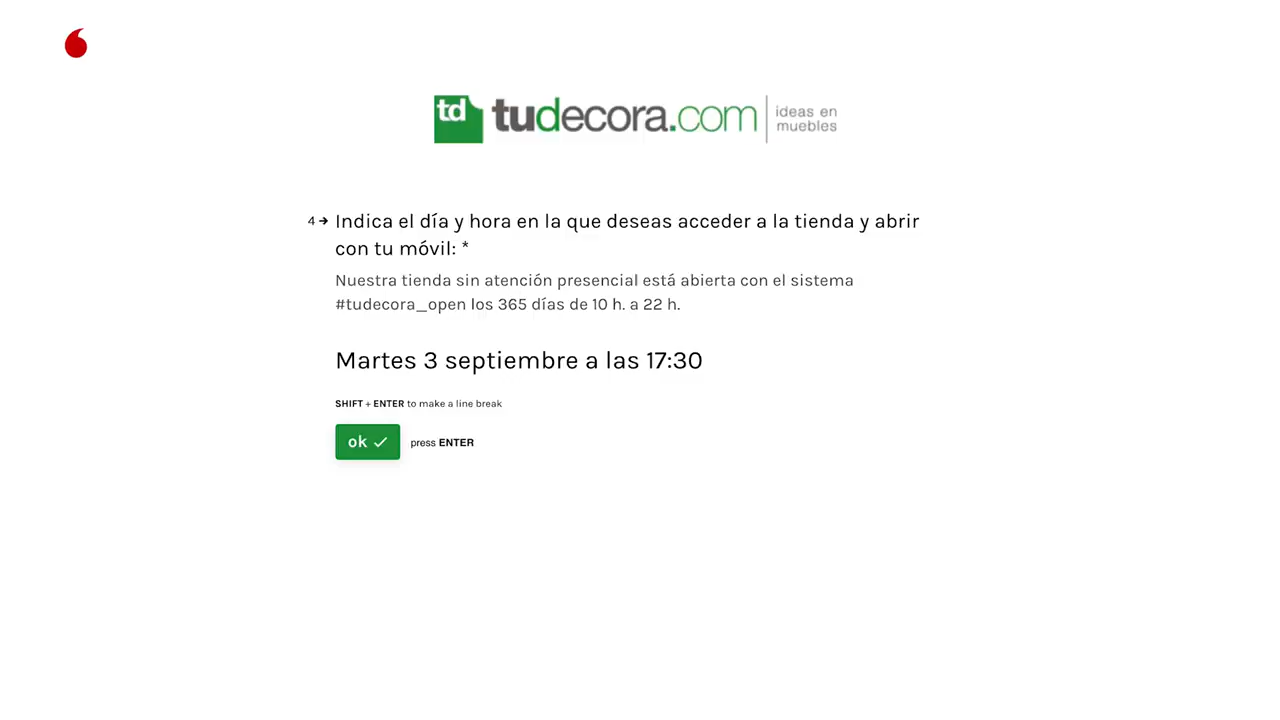 td tudecora.com ideas en
muebles
4 → Indica el día y hora en la que deseas acceder a la tienda y abrir
con tu móvil: *
Nuestra tienda sin atención presencial está abierta con el sistema
#tudecora_open los 365 días de 10 h. a 22 h.
Martes 3 septiembre a las 17:30
SHIFT + ENTER to make a line break
ok ✓ press ENTER